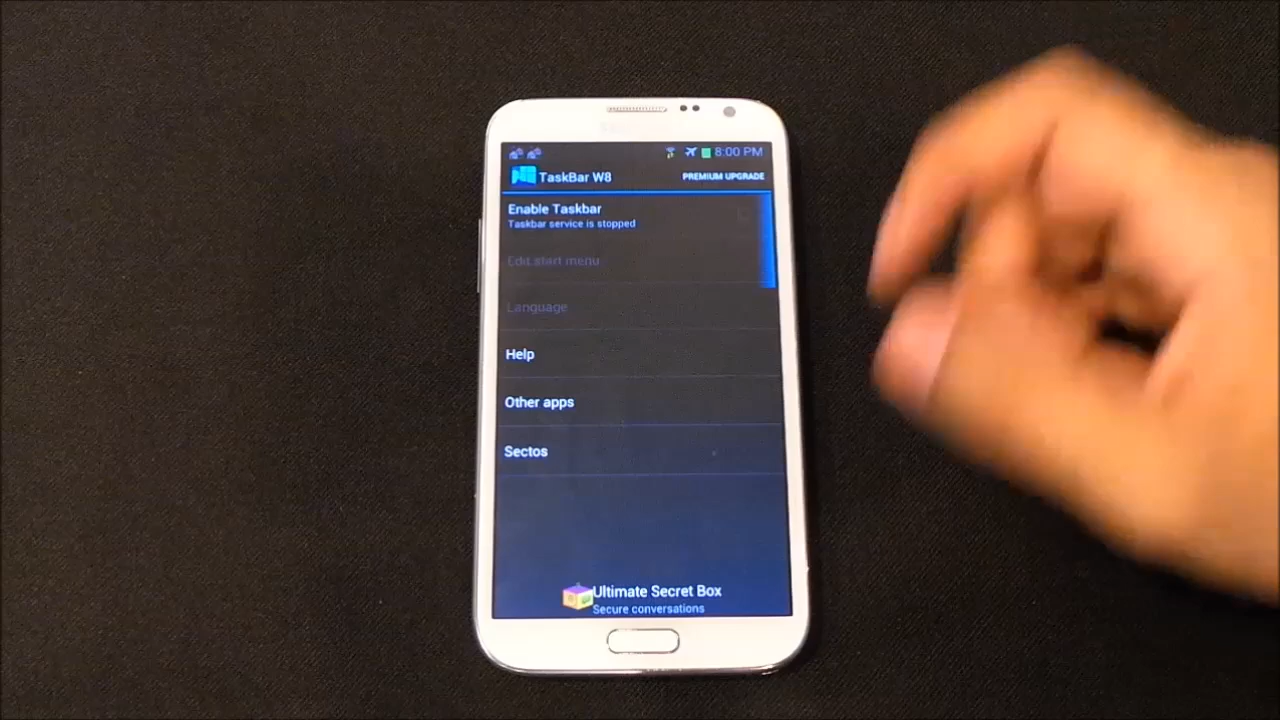 8:00 PM
TaskBar W8
PREMIUM UPGRADE
Enable Taskbar
Taskbar service is stopped
Edit start menu
Language
Help
Other apps
Sectos
Ultimate Secret Box
Secure conversations